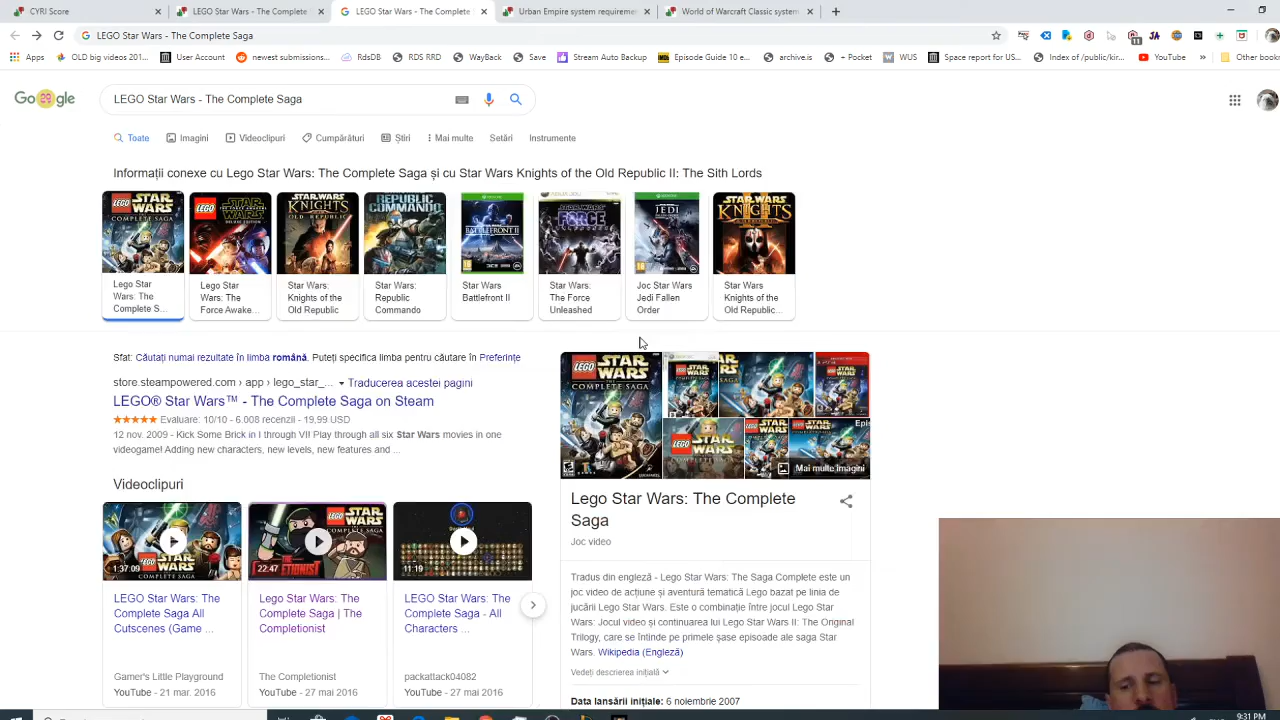 CYRI Score
LEGO Star Wars - The Complete
LEGO Star Wars - The Complete
Urban Empire system requireme
World of Warcraft Classic system
LEGO Star Wars - The Complete Saga
Apps
OLD big videos 201...
User Account
newest submissions...
RdsDB
RDS RRD
WayBack
Save
Stream Auto Backup
Episode Guide 10 e...
archive.is
+ Pocket
WUS
Space report for US...
Index of /public/kir...
YouTube
»
Other book
LEGO Star Wars - The Complete Saga
Toate
Imagini
Videoclipuri
Cumpărături
Știri
Mai multe
Setări
Instrumente
Informații conexe cu Lego Star Wars: The Complete Saga și cu Star Wars Knights of the Old Republic II: The Sith Lords
Lego Star
Wars: The
Complete S...
Lego Star
Wars: The
Force Awake...
Star Wars:
Knights of the
Old Republic
Star Wars:
Republic
Commando
Star Wars
Battlefront II
Star Wars:
The Force
Unleashed
Joc Star Wars
Jedi Fallen
Order
Star Wars
Knights of the
Old Republic...
Sfat: Căutați numai rezultate în limba română. Puteți specifica limba pentru căutare în Preferințe
store.steampowered.com › app › lego_star_... Traducerea acestei pagini
LEGO® Star Wars™ - The Complete Saga on Steam
Evaluare: 10/10 - 6.008 recenzii - 19,99 USD
12 nov. 2009 - Kick Some Brick in I through VI! Play through all six Star Wars movies in one
videogame! Adding new characters, new levels, new features and ...
Videoclipuri
1:37:09
LEGO Star Wars: The
Complete Saga All
Cutscenes (Game ...
Gamer's Little Playground
YouTube - 21 mar. 2016
22:47
Lego Star Wars: The
Complete Saga | The
Completionist
The Completionist
YouTube - 27 mai 2016
11:19
LEGO Star Wars: The
Complete Saga - All
Characters ...
packattack04082
YouTube - 27 mai 2016
Mai multe imagini
Lego Star Wars: The Complete
Saga
Joc video
Tradus din engleză - Lego Star Wars: The Saga Complete este un
joc video de acțiune și aventură tematică Lego bazat pe linia de
jucării Lego Star Wars. Este o combinație între jocul Lego Star
Wars: Jocul video și continuarea lui Lego Star Wars II: The Original
Trilogy, care se întinde pe primele șase episoade ale saga Star
Wars. Wikipedia (Engleză)
Vedeți descrierea inițială
Data lansării inițiale: 6 noiembrie 2007
9:31 PM